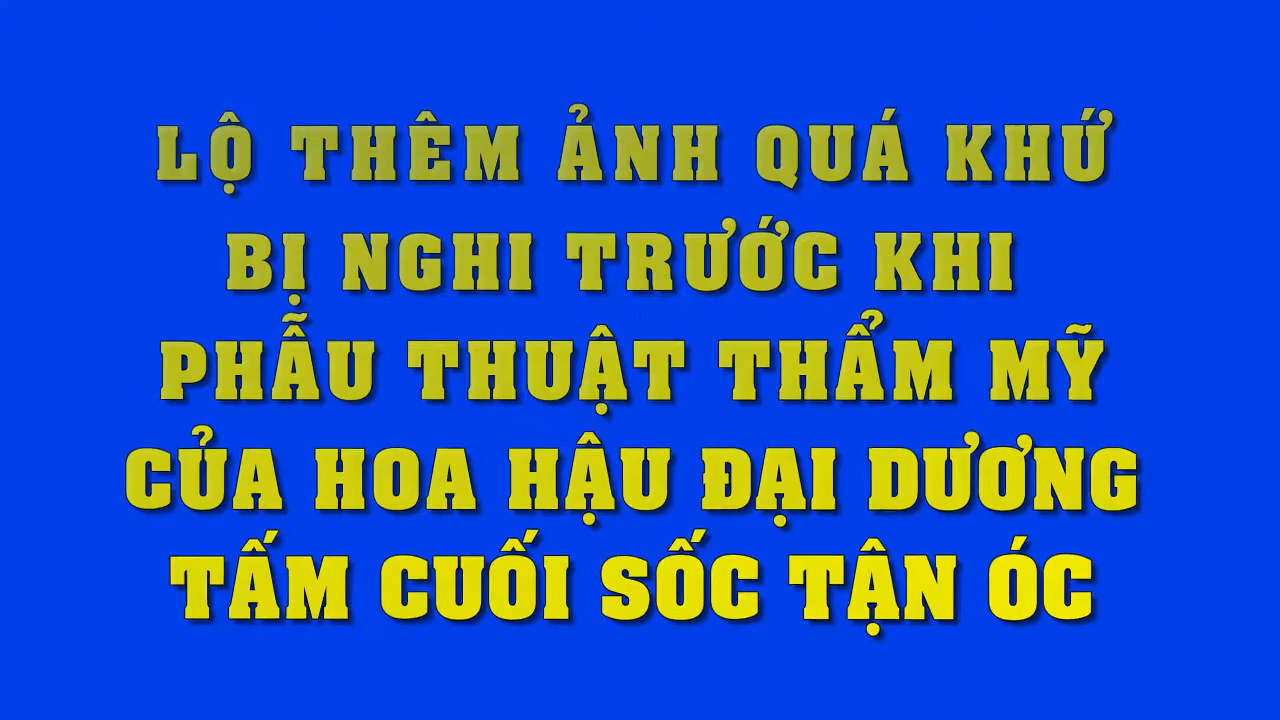 LỘ THÊM ẢNH QUÁ KHỨ
BỊ NGHI TRƯỚC KHI
PHẪU THUẬT THẨM MỸ
CỦA HOA HẬU ĐẠI DƯƠNG
TẤM CUỐI SỐC TẬN ÓC